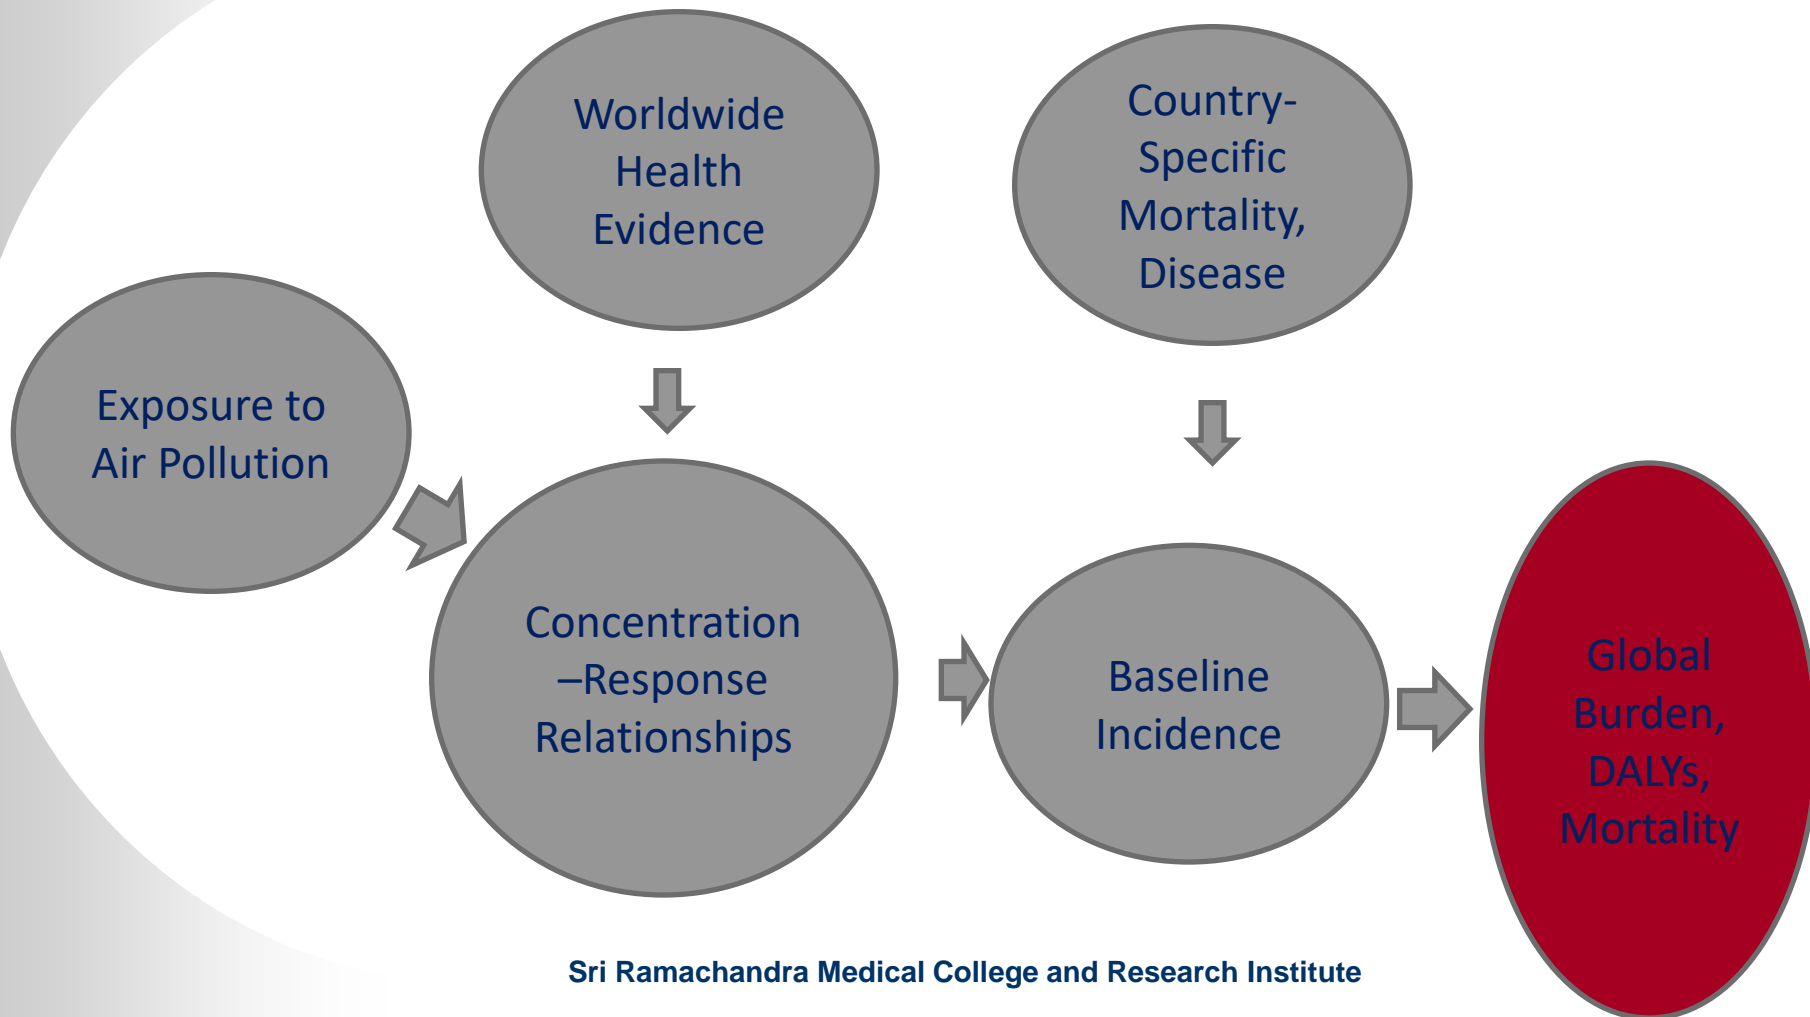 Worldwide
Health
Evidence
Country-
Specific
Mortality,
Disease
Exposure to
Air Pollution
Concentration
–Response
Relationships
Baseline
Incidence
Global
Burden,
DALYs,
Mortality
Sri Ramachandra Medical College and Research Institute